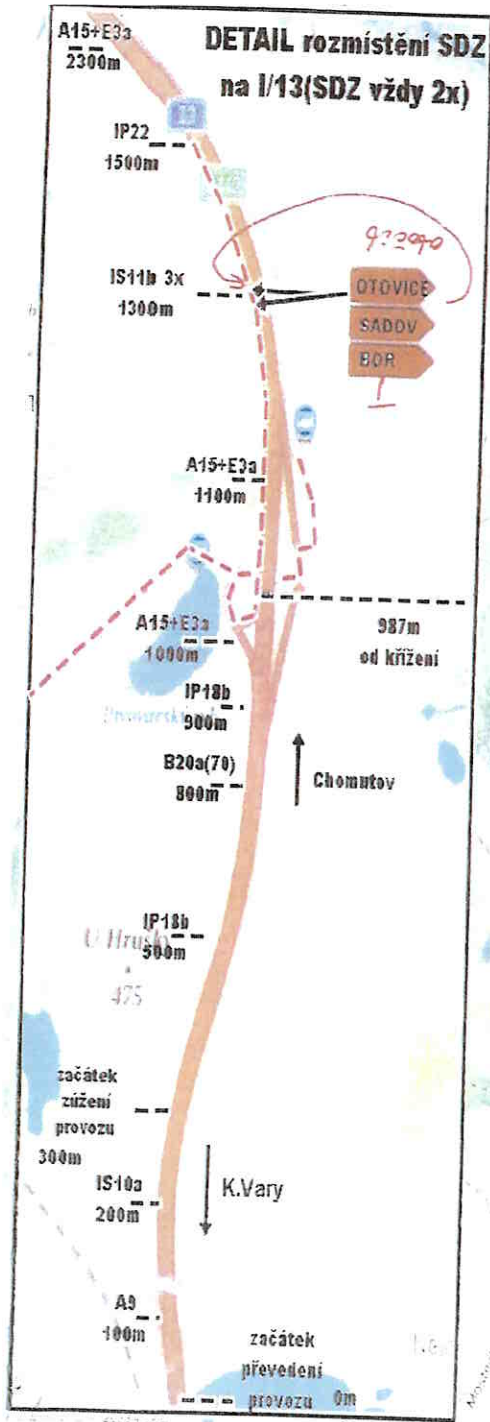 DETAIL rozmístění SDZ
na I/13(SDZ vždy 2x)
A15+E3a
2300m
IP22
1500m
IS11b 3x
1300m
OTOVICE
SADOV
BOR
A15+E3a
1100m
A15+E3a
1000m
987m
od křížení
IP18b
900m
B20a(70)
800m
Chomutov
IP18b
U Hrušky
500m
475
začátek
zúžení
provozu
300m
IS10a
200m
K.Vary
A9
100m
začátek
převedení
provozu 0m